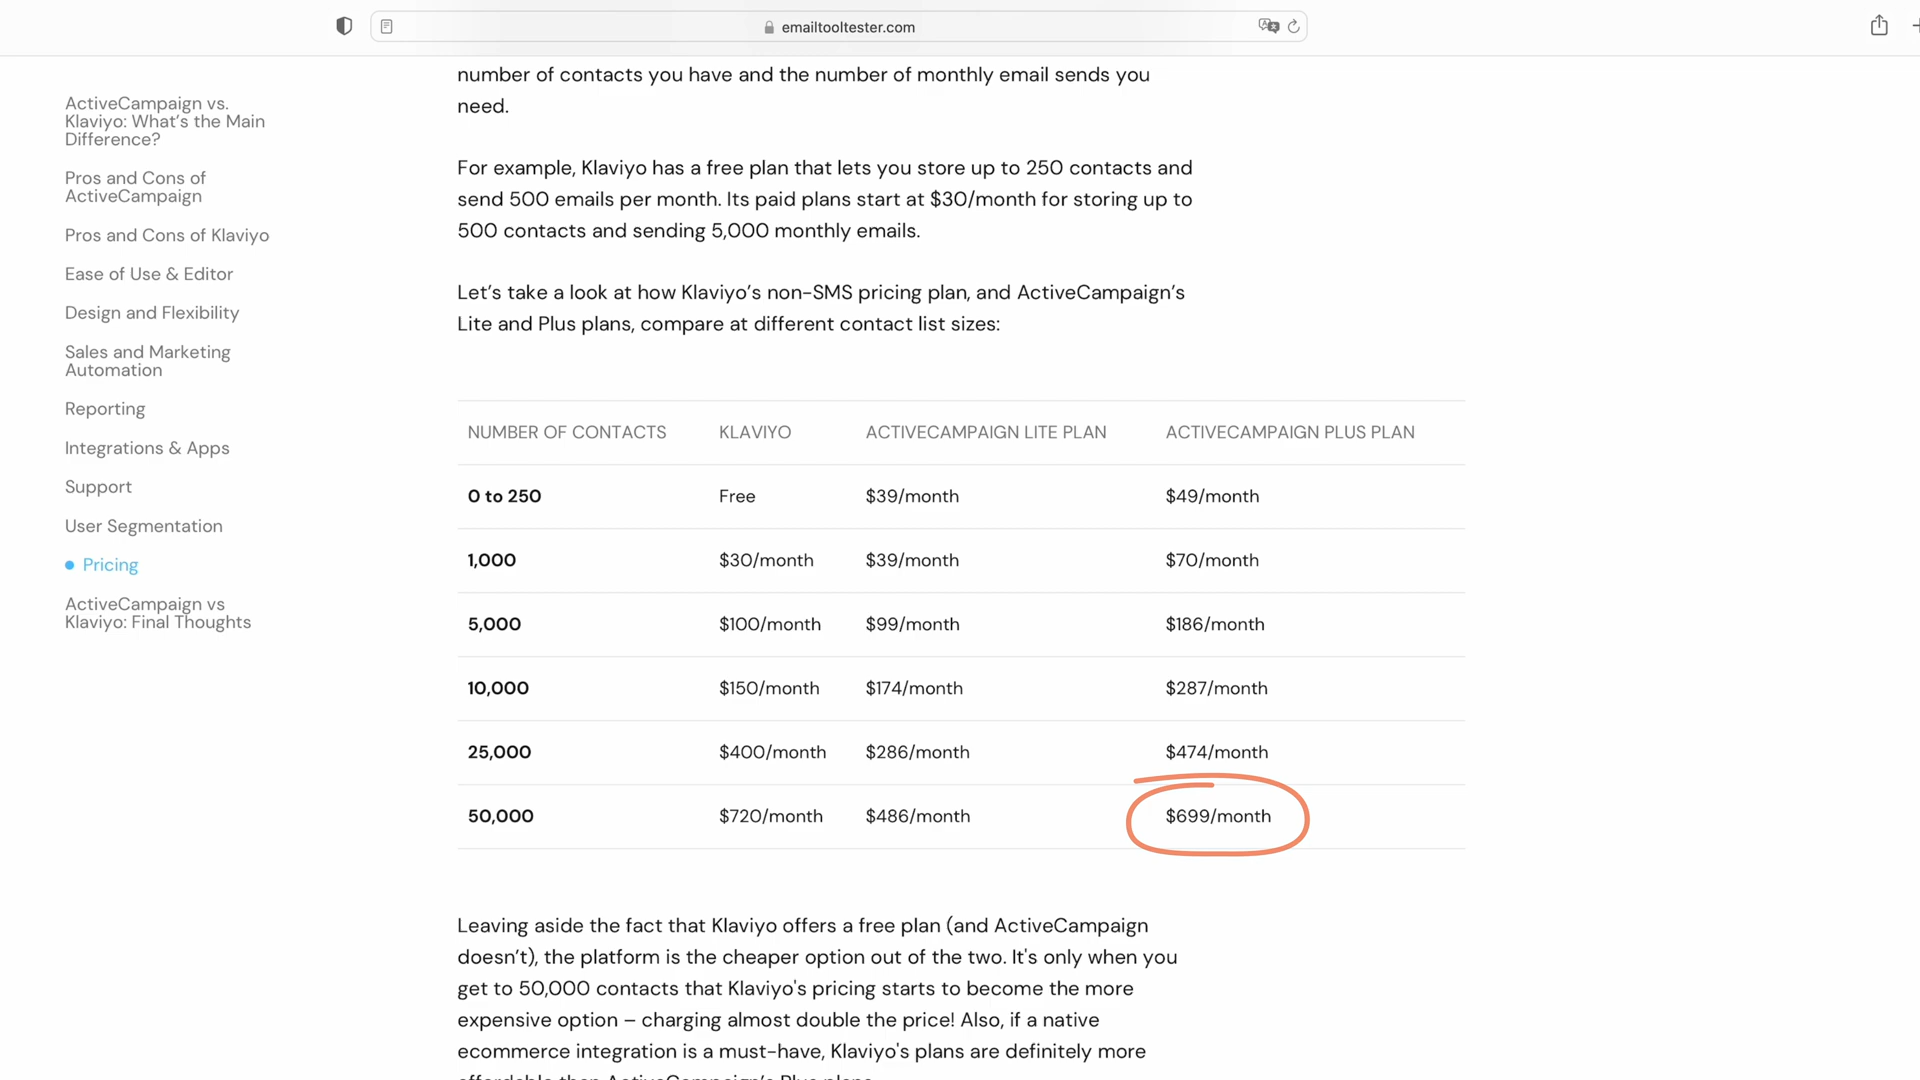 emailtooltester.com
ActiveCampaign vs.
Klaviyo: What's the Main
Difference?
Pros and Cons of
ActiveCampaign
Pros and Cons of Klaviyo
Ease of Use & Editor
Design and Flexibility
Sales and Marketing
Automation
Reporting
Integrations & Apps
Support
User Segmentation
Pricing
ActiveCampaign vs
Klaviyo: Final Thoughts
number of contacts you have and the number of monthly email sends you
need.
For example, Klaviyo has a free plan that lets you store up to 250 contacts and
send 500 emails per month. Its paid plans start at $30/month for storing up to
500 contacts and sending 5,000 monthly emails.
Let's take a look at how Klaviyo's non-SMS pricing plan, and ActiveCampaign's
Lite and Plus plans, compare at different contact list sizes:
NUMBER OF CONTACTS KLAVIYO ACTIVECAMPAIGN LITE PLAN ACTIVECAMPAIGN PLUS PLAN
0 to 250 Free $39/month $49/month
1,000 $30/month $39/month $70/month
5,000 $100/month $99/month $186/month
10,000 $150/month $174/month $287/month
25,000 $400/month $286/month $474/month
50,000 $720/month $486/month $699/month
Leaving aside the fact that Klaviyo offers a free plan (and ActiveCampaign
doesn't), the platform is the cheaper option out of the two. It's only when you
get to 50,000 contacts that Klaviyo's pricing starts to become the more
expensive option – charging almost double the price! Also, if a native
ecommerce integration is a must-have, Klaviyo's plans are definitely more
affordable than ActiveCampaign's Plus plans